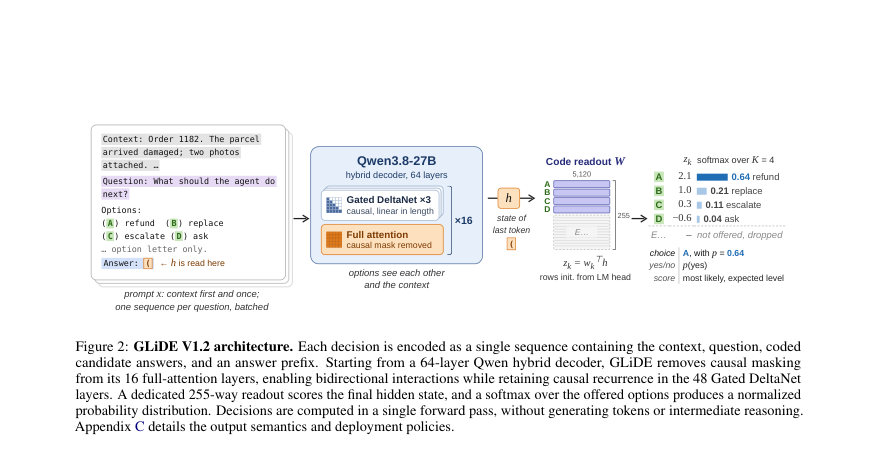 Context: Order 1182. The parcel
arrived damaged; two photos
attached. …
Question: What should the agent do
next?
Options:
(A) refund (B) replace
(C) escalate (D) ask
… option letter only.
Answer: ( ← h is read here
prompt x: context first and once;
one sequence per question, batched
Qwen3.8-27B
hybrid decoder, 64 layers
Gated DeltaNet ×3
causal, linear in length
Full attention
causal mask removed
×16
options see each other
and the context
h
state of
last token
(
Code readout W
5,120
A
B
C
D
E…
255
zₖ = wₖ⊤h
rows init. from LM head
zₖ softmax over K = 4
A 2.1 0.64 refund
B 1.0 0.21 replace
C 0.3 0.11 escalate
D −0.6 0.04 ask
E… – not offered, dropped
choice A, with p = 0.64
yes/no p(yes)
score most likely, expected level
Figure 2: GLiDE V1.2 architecture. Each decision is encoded as a single sequence containing the context, question, coded
candidate answers, and an answer prefix. Starting from a 64-layer Qwen hybrid decoder, GLiDE removes causal masking
from its 16 full-attention layers, enabling bidirectional interactions while retaining causal recurrence in the 48 Gated DeltaNet
layers. A dedicated 255-way readout scores the final hidden state, and a softmax over the offered options produces a normalized
probability distribution. Decisions are computed in a single forward pass, without generating tokens or intermediate reasoning.
Appendix C details the output semantics and deployment policies.